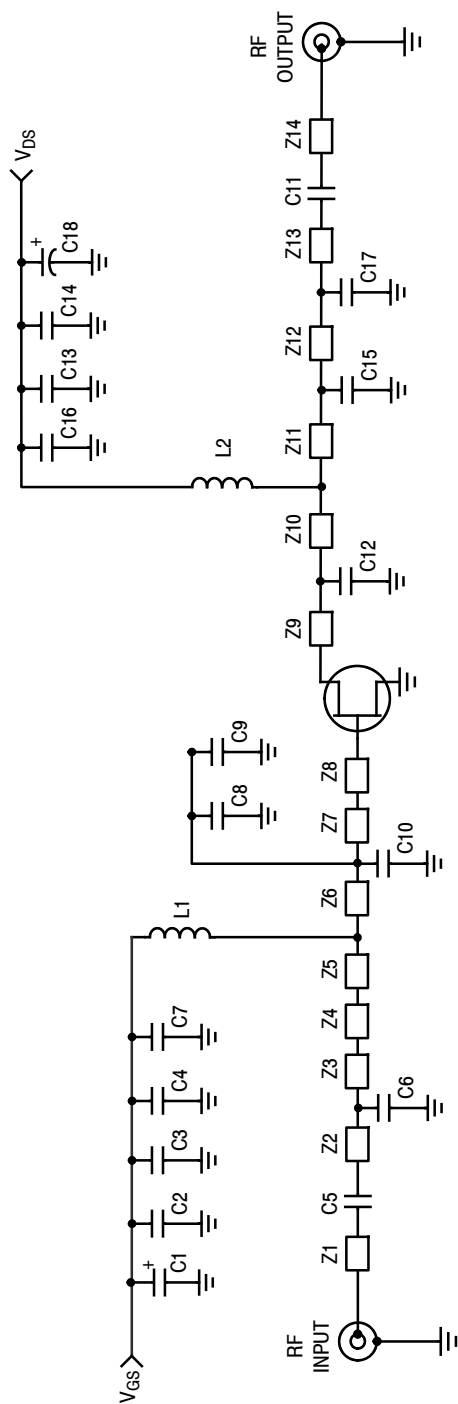 V_GS
+
C1
C2
C3
C4
C7
L1
C8
C9
RF
INPUT
Z1
C5
Z2
C6
Z3
Z4
Z5
Z6
C10
Z7
Z8
Z9
C12
Z10
L2
C16
C13
C14
+
C18
V_DS
Z11
C15
Z12
C17
Z13
C11
Z14
RF
OUTPUT